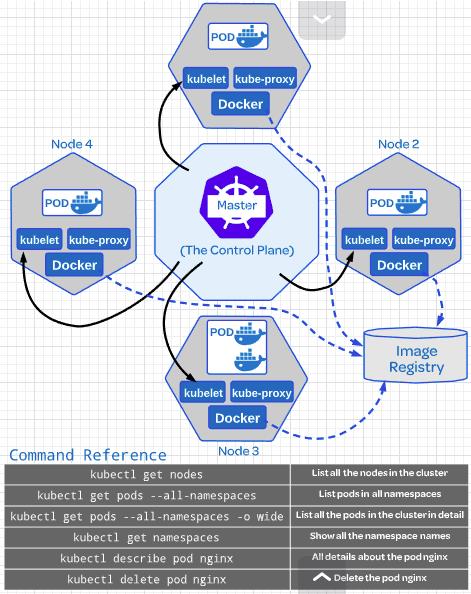 POD
kubelet kube-proxy
Docker
Node 4
POD
kubelet kube-proxy
Docker
Master
(The Control Plane)
Node 2
POD
kubelet kube-proxy
Docker
POD
kubelet kube-proxy
Docker
Node 3
Image
Registry
Command Reference
kubectl get nodes List all the nodes in the cluster
kubectl get pods --all-namespaces List pods in all namespaces
kubectl get pods --all-namespaces -o wide List all the pods in the cluster in detail
kubectl get namespaces Show all the namespace names
kubectl describe pod nginx All details about the pod nginx
kubectl delete pod nginx Delete the pod nginx